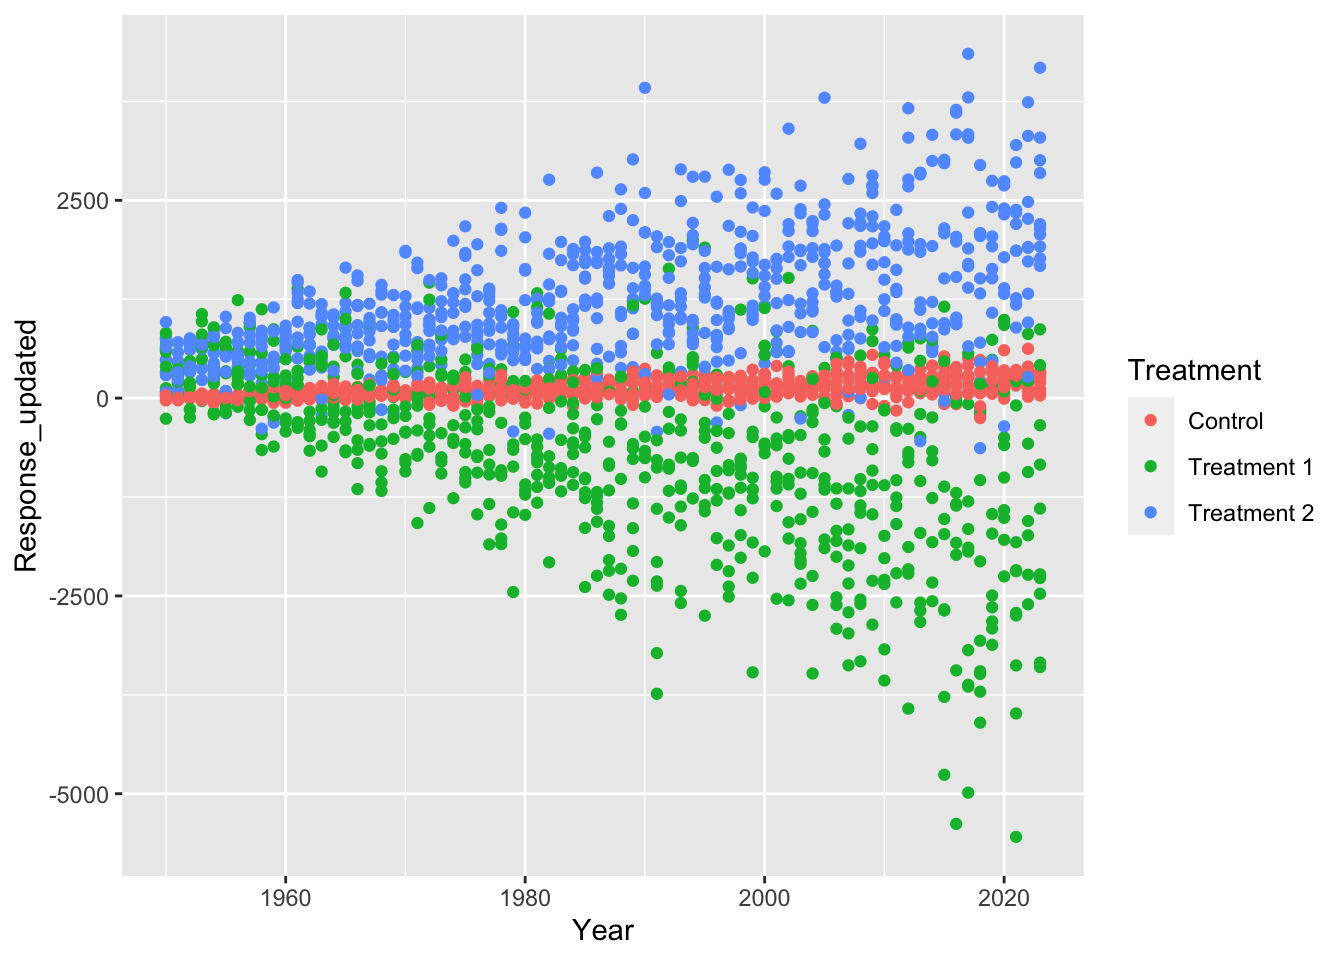 2500
0
-2500
-5000
Response_updated
1960 1980 2000 2020
Year
Treatment
Control
Treatment 1
Treatment 2